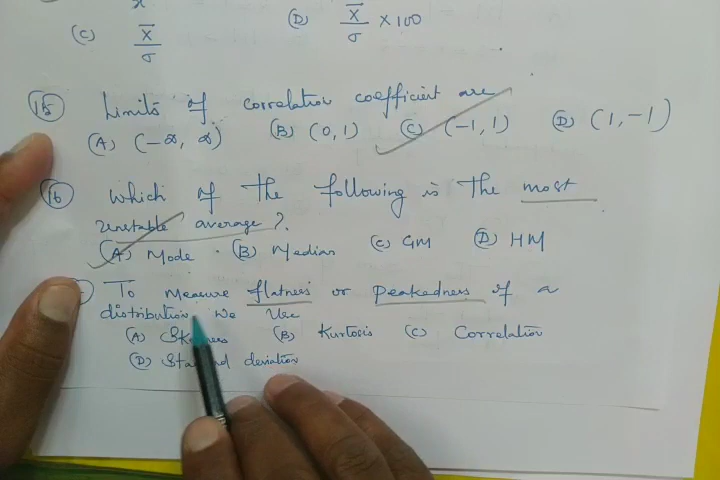 (D) X̄/σ × 100
(C) X̄/σ
15 Limits of correlation coefficient are
(A) (-∞, ∞) (B) (0, 1) (C) (-1, 1) (D) (1, -1)
16 Which of the following is the most
unstable average?
(A) Mode (B) Median (C) GM (D) HM
To measure flatness or peakedness of a
distribution we use
(A) (B) Kurtosis (C) Correlation
(D) deviation